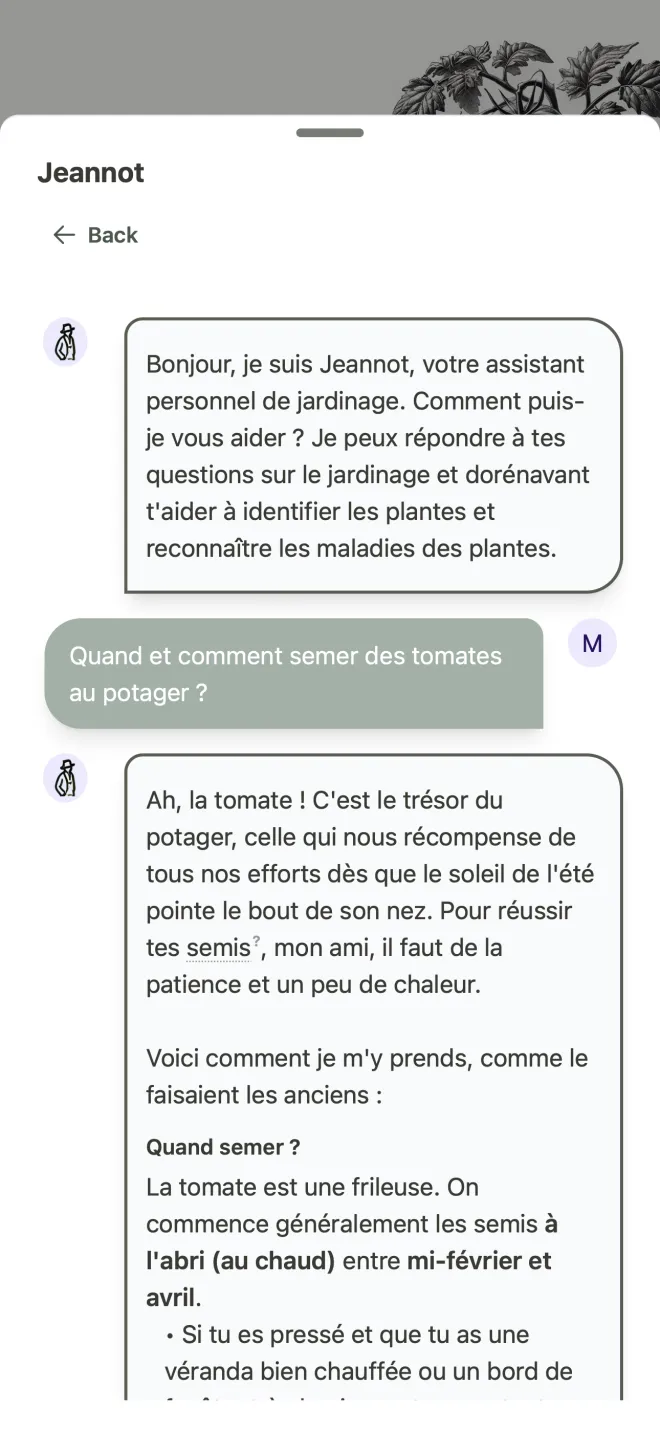 Jeannot
← Back
Bonjour, je suis Jeannot, votre assistant
personnel de jardinage. Comment puis-
je vous aider ? Je peux répondre à tes
questions sur le jardinage et dorénavant
t'aider à identifier les plantes et
reconnaître les maladies des plantes.
Quand et comment semer des tomates
au potager ?
M
Ah, la tomate ! C'est le trésor du
potager, celle qui nous récompense de
tous nos efforts dès que le soleil de l'été
pointe le bout de son nez. Pour réussir
tes semis?, mon ami, il faut de la
patience et un peu de chaleur.
Voici comment je m'y prends, comme le
faisaient les anciens :
Quand semer ?
La tomate est une frileuse. On
commence généralement les semis à
l'abri (au chaud) entre mi-février et
avril.
• Si tu es pressé et que tu as une
véranda bien chauffée ou un bord de